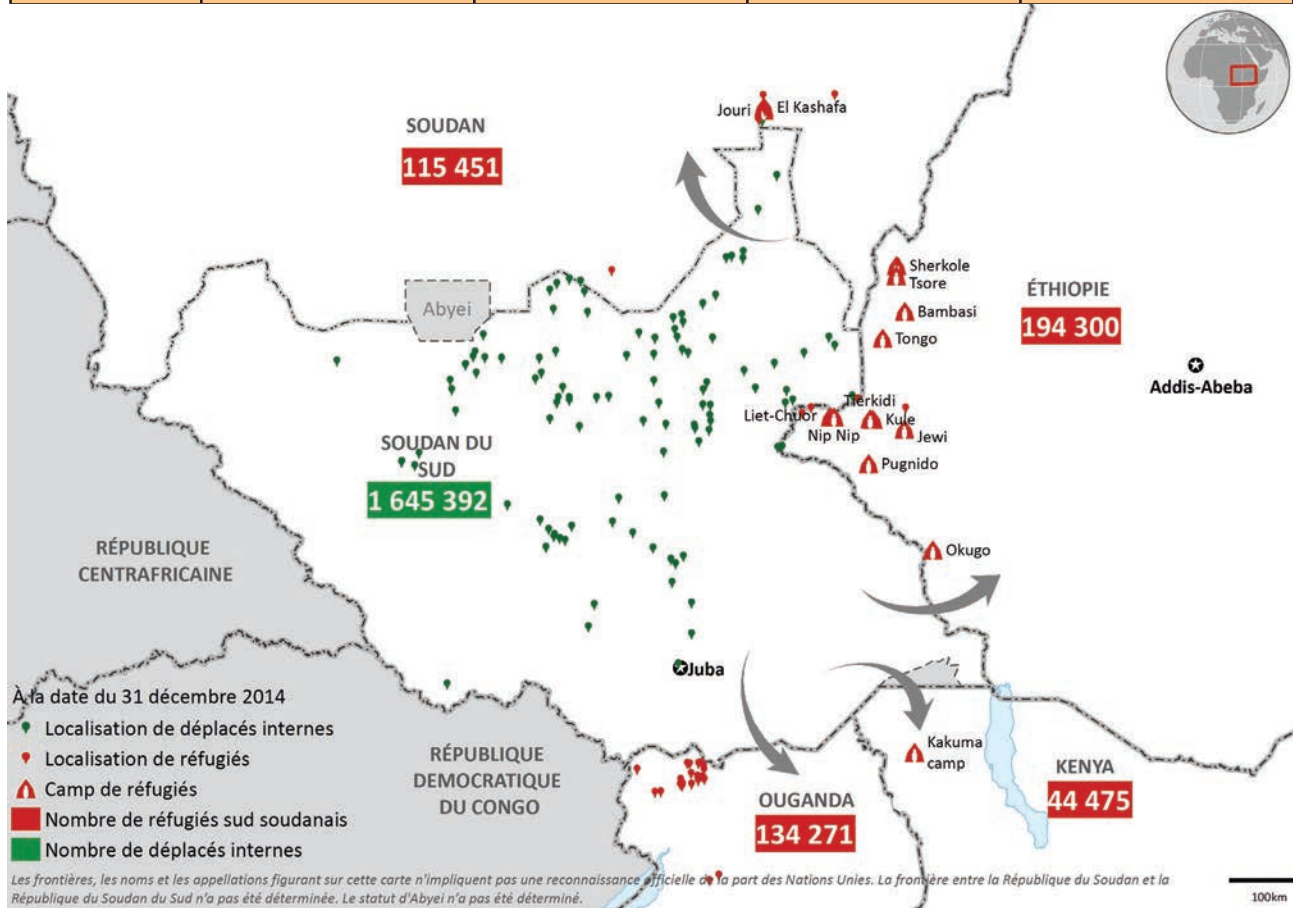 Jouri
El Kashafa
SOUDAN
115 451
Sherkole
Tsore
ÉTHIOPIE
Bambasi
194 300
Abyei
Tongo
Addis-Abeba
Tierkidi
Liet-Chuor
Kule
Nip Nip
Jewi
SOUDAN DU
SUD
Pugnido
1 645 392
RÉPUBLIQUE
CENTRAFRICAINE
Okugo
Juba
À la date du 31 décembre 2014
Localisation de déplacés internes
Localisation de réfugiés
Camp de réfugiés
Nombre de réfugiés sud soudanais
Nombre de déplacés internes
RÉPUBLIQUE
DEMOCRATIQUE
DU CONGO
Kakuma
camp
KENYA
44 475
OUGANDA
134 271
Les frontières, les noms et les appellations figurant sur cette carte n'impliquent pas une reconnaissance officielle de la part des Nations Unies. La frontière entre la République du Soudan et la
République du Soudan du Sud n'a pas été déterminée. Le statut d'Abyei n'a pas été déterminé.
100km